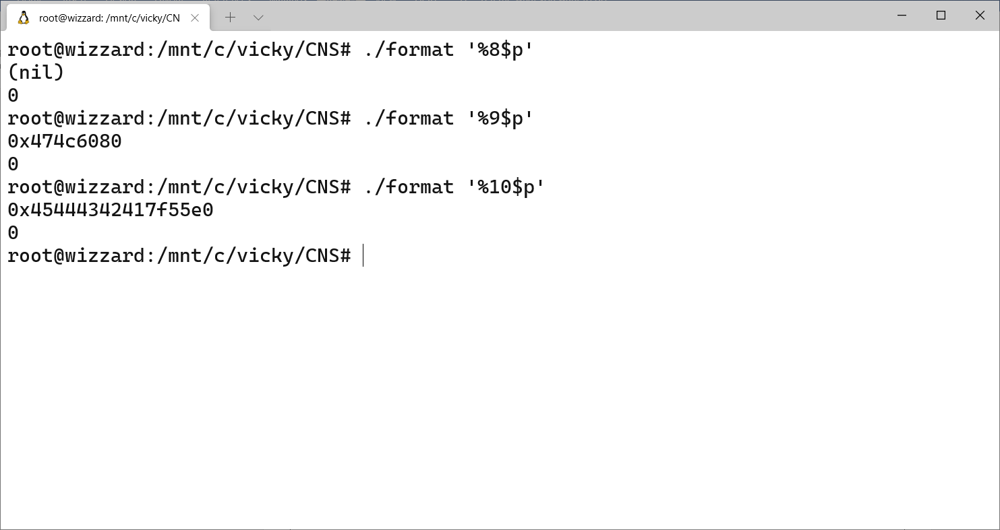 root@wizzard: /mnt/c/vicky/CN
root@wizzard:/mnt/c/vicky/CNS# ./format '%8$p'
(nil)
0
root@wizzard:/mnt/c/vicky/CNS# ./format '%9$p'
0x474c6080
0
root@wizzard:/mnt/c/vicky/CNS# ./format '%10$p'
0x45444342417f55e0
0
root@wizzard:/mnt/c/vicky/CNS#